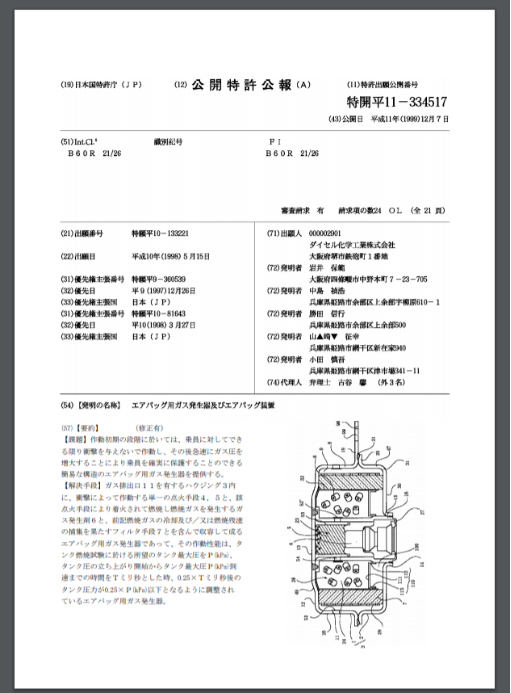 (19)日本国特許庁（ＪＰ） (12) 公開特許公報（A） (11)特許出願公開番号
特開平11－334517
(43)公開日 平成11年(1999)12月7日
(51)Int.Cl.⁶ 識別記号 ＦＩ
Ｂ６０Ｒ 21/26 Ｂ６０Ｒ 21/26
審査請求 有 請求項の数24 ＯＬ （全 21 頁）
(21)出願番号 特願平10－133221
(22)出願日 平成10年(1998) 5月15日
(31)優先権主張番号 特願平9－360539
(32)優先日 平9(1997)12月26日
(33)優先権主張国 日本（ＪＰ）
(31)優先権主張番号 特願平10－81643
(32)優先日 平10(1998) 3月27日
(33)優先権主張国 日本（ＪＰ）
(71)出願人 000002901
ダイセル化学工業株式会社
大阪府堺市鉄砲町１番地
(72)発明者 岩井 保範
大阪府四條畷市中野本町７－23－705
(72)発明者 中島 禎浩
兵庫県姫路市余部区上余部字櫻原610－１
(72)発明者 勝田 信行
兵庫県姫路市余部区上余部500
(72)発明者 山▲崎▼ 征幸
兵庫県姫路市網干区新在家940
(72)発明者 小田 慎吾
兵庫県姫路市網干区津市場341－11
(74)代理人 弁理士 古谷 馨 （外３名）
(54)【発明の名称】 エアバッグ用ガス発生器及びエアバッグ装置
(57)【要約】 （修正有）
【課題】作動初期の段階に於いては、乗員に対してでき
る限り衝撃を与えないで作動し、その後急速にガス圧を
増大することにより乗員を確実に保護することのできる
簡易な構造のエアバッグ用ガス発生器を提供する。
【解決手段】ガス排出口１１を有するハウジング３内
に、衝撃によって作動する単一の点火手段４、５と、該
点火手段により着火されて燃焼し燃焼ガスを発生するガ
ス発生剤６と、前記燃焼ガスの冷却及び／又は燃焼残渣
の捕集を果たすフィルタ手段７とを含んで収容して成る
エアバッグ用ガス発生器であって、その作動性能は、タ
ンク燃焼試験に於ける所望のタンク最大圧をＰ(kPa)、
タンク圧の立ち上がり開始からタンク最大圧Ｐ(kPa)到
達までの時間をＴミリ秒とした時、0.25×Ｔミリ秒後の
タンク圧力が0.25×Ｐ(kPa)以下となるように調整され
ているエアバッグ用ガス発生器。